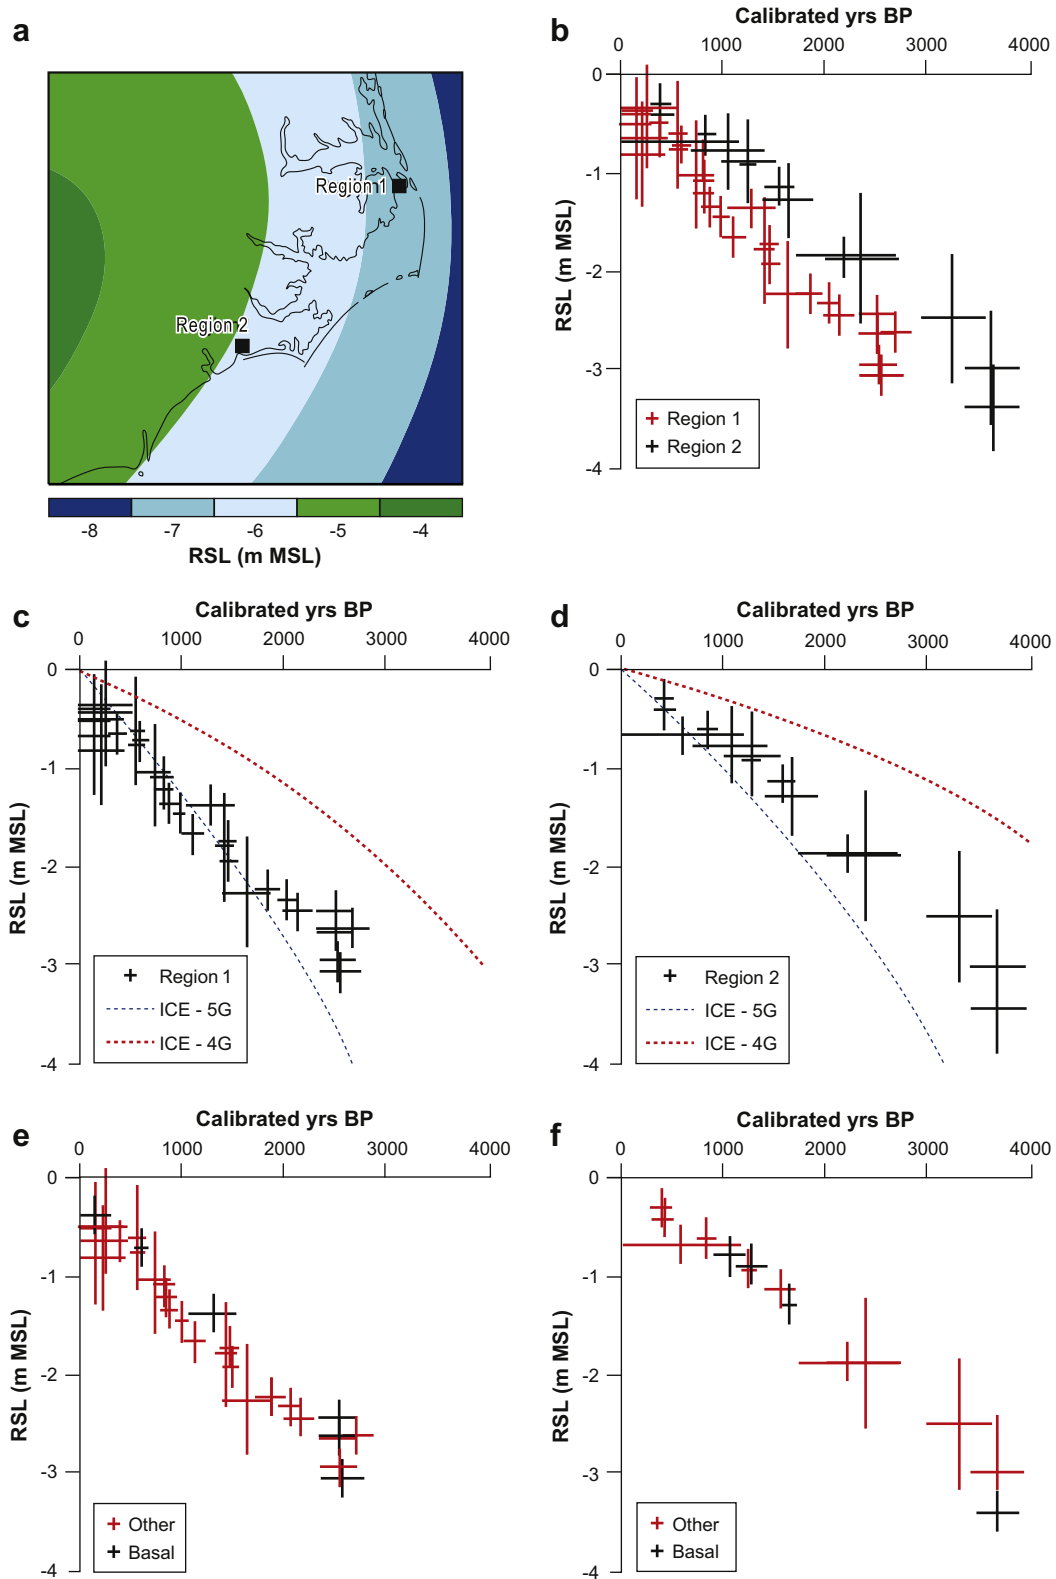 a
Region 1
Region 2
-8 -7 -6 -5 -4
RSL (m MSL)
b
Calibrated yrs BP
0 1000 2000 3000 4000
0
-1
-2
-3
-4
RSL (m MSL)
Region 1
Region 2
c
Calibrated yrs BP
0 1000 2000 3000 4000
0
-1
-2
-3
-4
RSL (m MSL)
Region 1
ICE - 5G
ICE - 4G
d
Calibrated yrs BP
0 1000 2000 3000 4000
0
-1
-2
-3
-4
RSL (m MSL)
Region 2
ICE - 5G
ICE - 4G
e
Calibrated yrs BP
0 1000 2000 3000 4000
0
-1
-2
-3
-4
RSL (m MSL)
Other
Basal
f
Calibrated yrs BP
0 1000 2000 3000 4000
0
-1
-2
-3
-4
RSL (m MSL)
Other
Basal